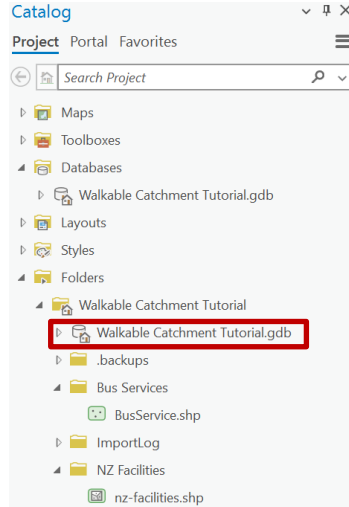 Catalog
Project Portal Favorites
Search Project
Maps
Toolboxes
Databases
Walkable Catchment Tutorial.gdb
Layouts
Styles
Folders
Walkable Catchment Tutorial
Walkable Catchment Tutorial.gdb
.backups
Bus Services
BusService.shp
ImportLog
NZ Facilities
nz-facilities.shp